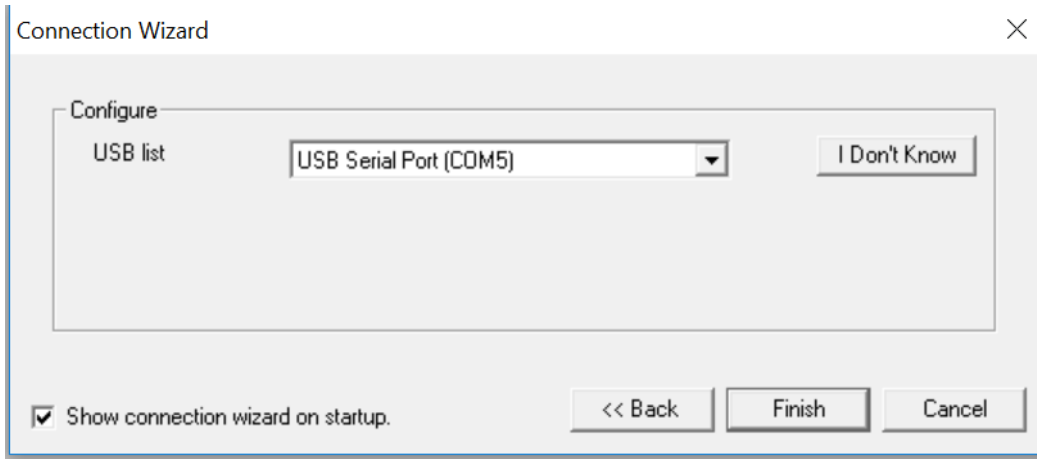 Connection Wizard
Configure
USB list
USB Serial Port (COM5)
I Don't Know
Show connection wizard on startup.
<< Back
Finish
Cancel